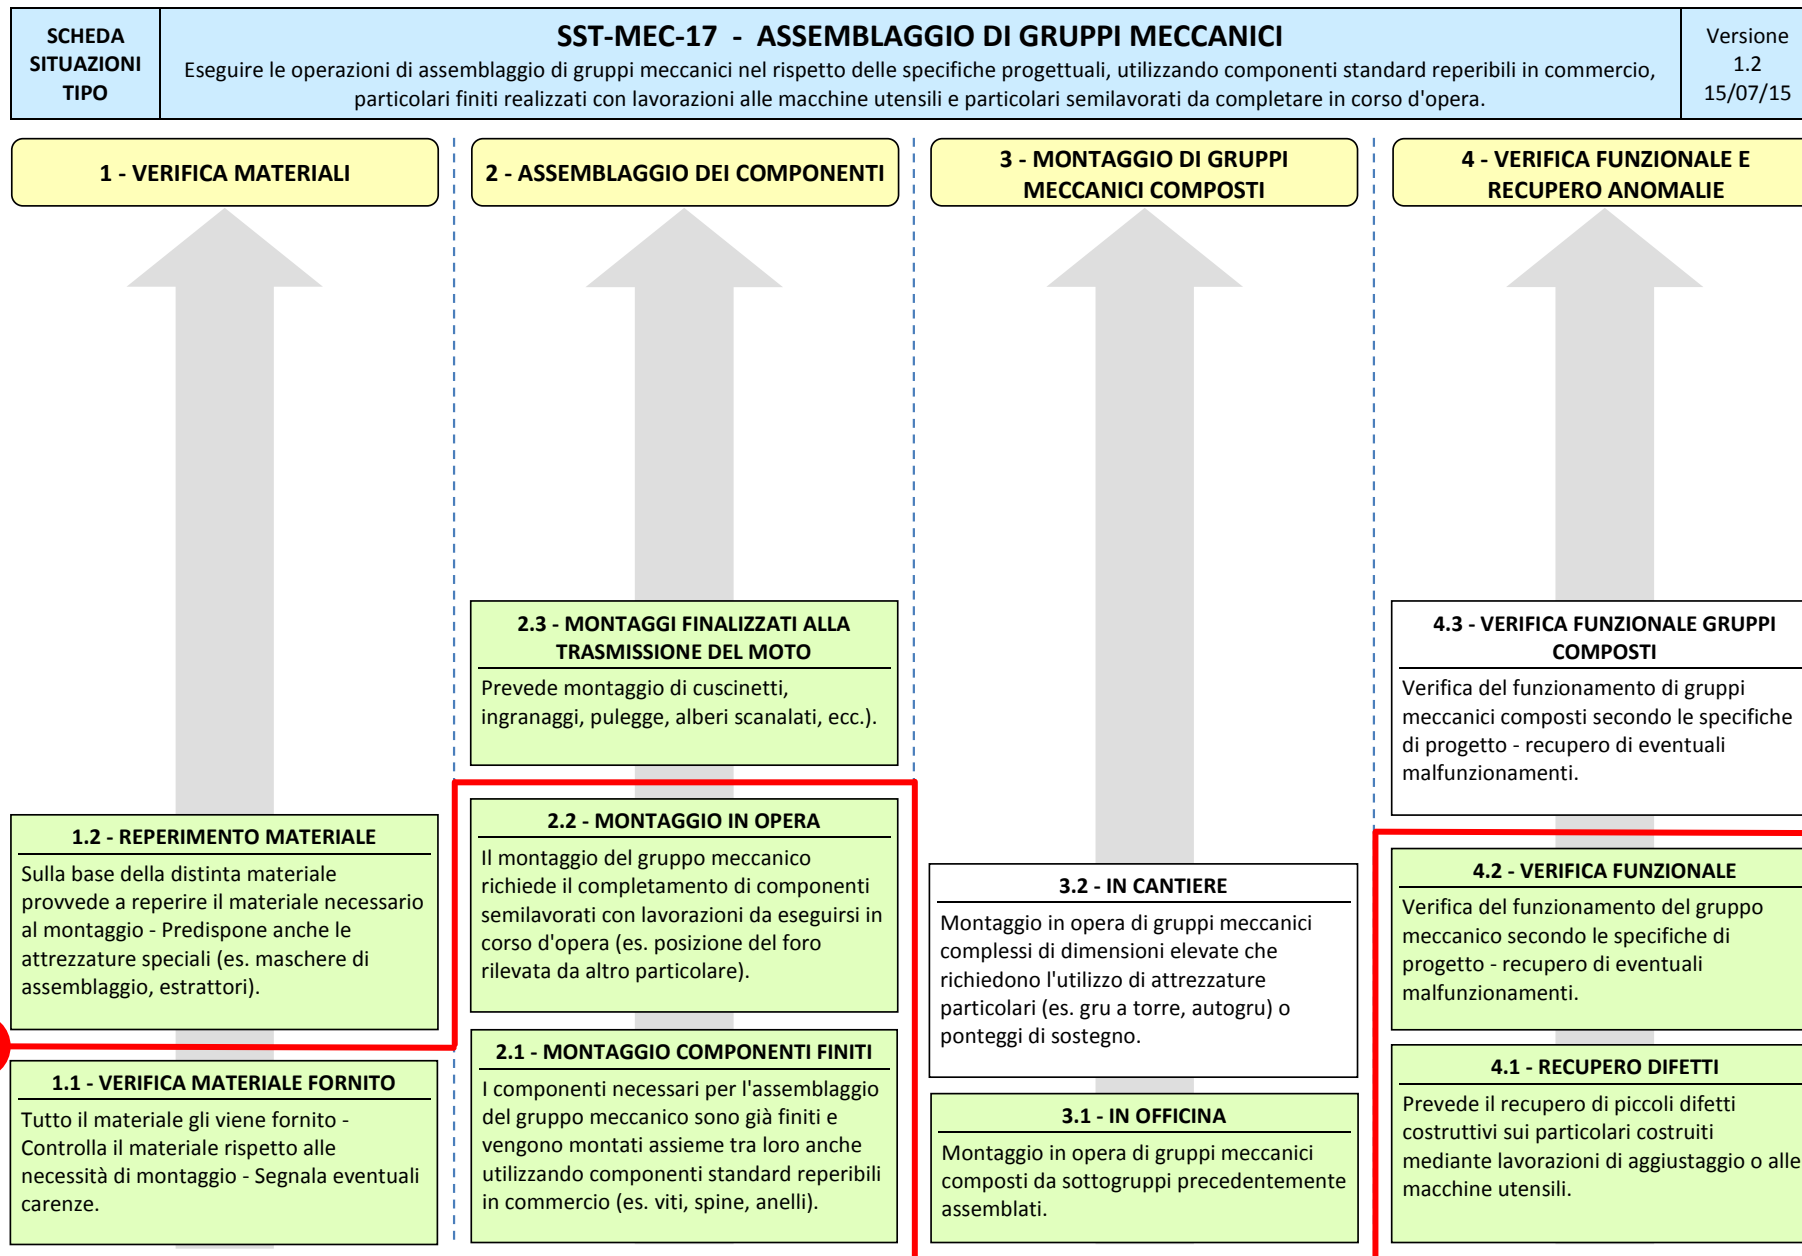 SCHEDA
SITUAZIONI
TIPO
SST-MEC-17 - ASSEMBLAGGIO DI GRUPPI MECCANICI
Eseguire le operazioni di assemblaggio di gruppi meccanici nel rispetto delle specifiche progettuali, utilizzando componenti standard reperibili in commercio,
particolari finiti realizzati con lavorazioni alle macchine utensili e particolari semilavorati da completare in corso d'opera.
Versione
1.2
15/07/15
1 - VERIFICA MATERIALI
2 - ASSEMBLAGGIO DEI COMPONENTI
3 - MONTAGGIO DI GRUPPI
MECCANICI COMPOSTI
4 - VERIFICA FUNZIONALE E
RECUPERO ANOMALIE
1.2 - REPERIMENTO MATERIALE
Sulla base della distinta materiale
provvede a reperire il materiale necessario
al montaggio - Predispone anche le
attrezzature speciali (es. maschere di
assemblaggio, estrattori).
1.1 - VERIFICA MATERIALE FORNITO
Tutto il materiale gli viene fornito -
Controlla il materiale rispetto alle
necessità di montaggio - Segnala eventuali
carenze.
2.3 - MONTAGGI FINALIZZATI ALLA
TRASMISSIONE DEL MOTO
Prevede montaggio di cuscinetti,
ingranaggi, pulegge, alberi scanalati, ecc.).
2.2 - MONTAGGIO IN OPERA
Il montaggio del gruppo meccanico
richiede il completamento di componenti
semilavorati con lavorazioni da eseguirsi in
corso d'opera (es. posizione del foro
rilevata da altro particolare).
2.1 - MONTAGGIO COMPONENTI FINITI
I componenti necessari per l'assemblaggio
del gruppo meccanico sono già finiti e
vengono montati assieme tra loro anche
utilizzando componenti standard reperibili
in commercio (es. viti, spine, anelli).
3.2 - IN CANTIERE
Montaggio in opera di gruppi meccanici
complessi di dimensioni elevate che
richiedono l'utilizzo di attrezzature
particolari (es. gru a torre, autogru) o
ponteggi di sostegno.
3.1 - IN OFFICINA
Montaggio in opera di gruppi meccanici
composti da sottogruppi precedentemente
assemblati.
4.3 - VERIFICA FUNZIONALE GRUPPI
COMPOSTI
Verifica del funzionamento di gruppi
meccanici composti secondo le specifiche
di progetto - recupero di eventuali
malfunzionamenti.
4.2 - VERIFICA FUNZIONALE
Verifica del funzionamento del gruppo
meccanico secondo le specifiche di
progetto - recupero di eventuali
malfunzionamenti.
4.1 - RECUPERO DIFETTI
Prevede il recupero di piccoli difetti
costruttivi sui particolari costruiti
mediante lavorazioni di aggiustaggio o alle
macchine utensili.